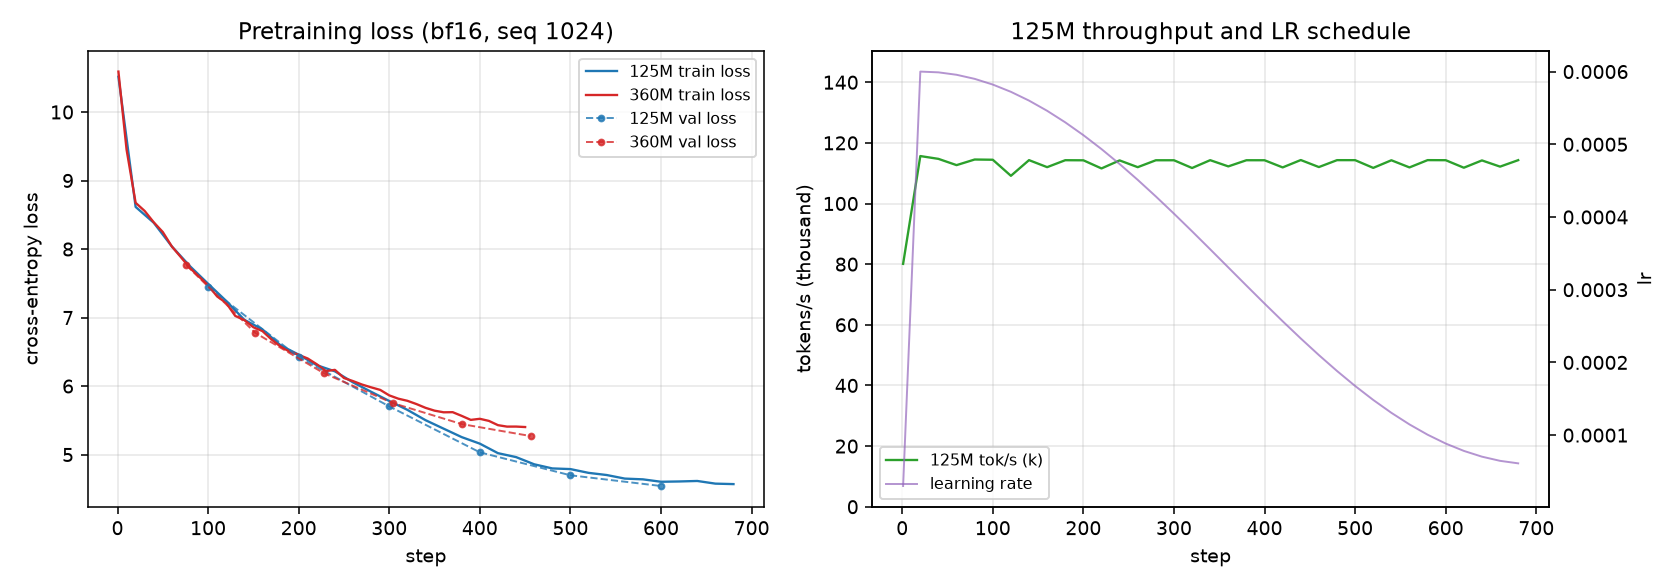 Pretraining loss (bf16, seq 1024)
cross-entropy loss
10
9
8
7
6
5
125M train loss
360M train loss
125M val loss
360M val loss
0 100 200 300 400 500 600 700
step
125M throughput and LR schedule
tokens/s (thousand)
140
120
100
80
60
40
20
0
125M tok/s (k)
learning rate
0.0006
0.0005
0.0004
0.0003
0.0002
0.0001
lr
0 100 200 300 400 500 600 700
step